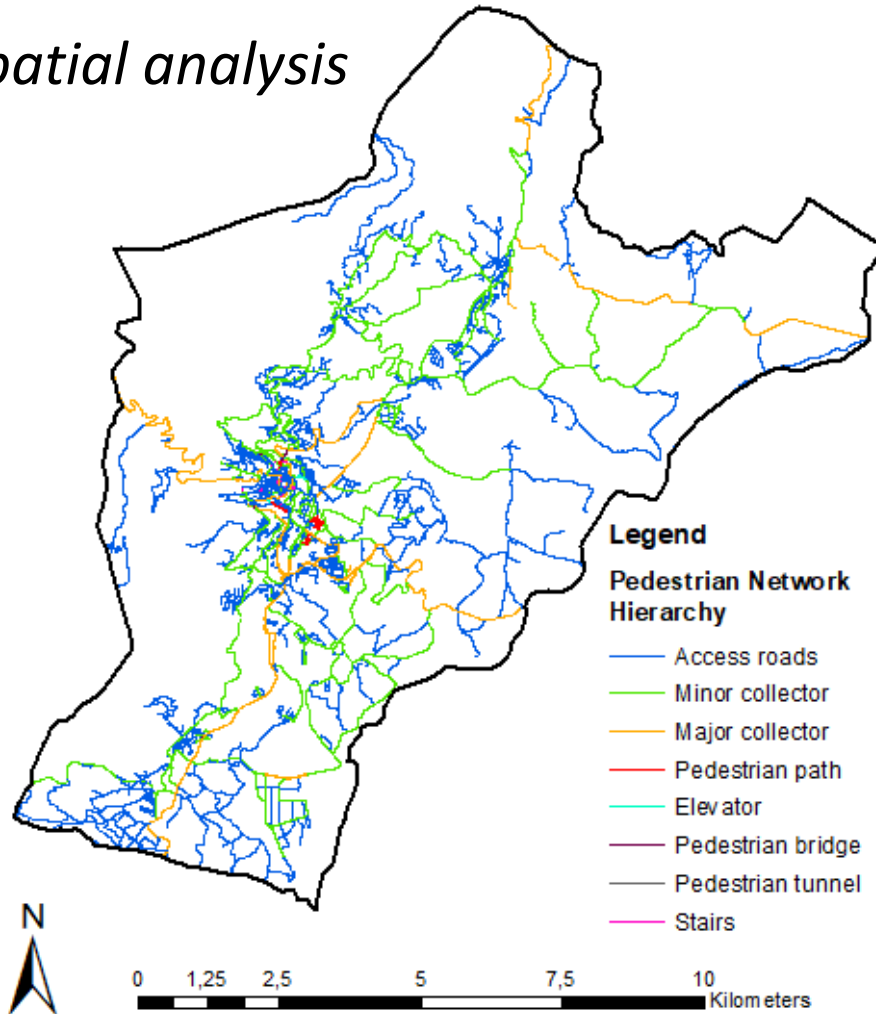 patial analysis
Legend
Pedestrian Network
Hierarchy
Access roads
Minor collector
Major collector
Pedestrian path
Elevator
Pedestrian bridge
Pedestrian tunnel
Stairs
N
0 1,25 2,5 5 7,5 10
Kilometers